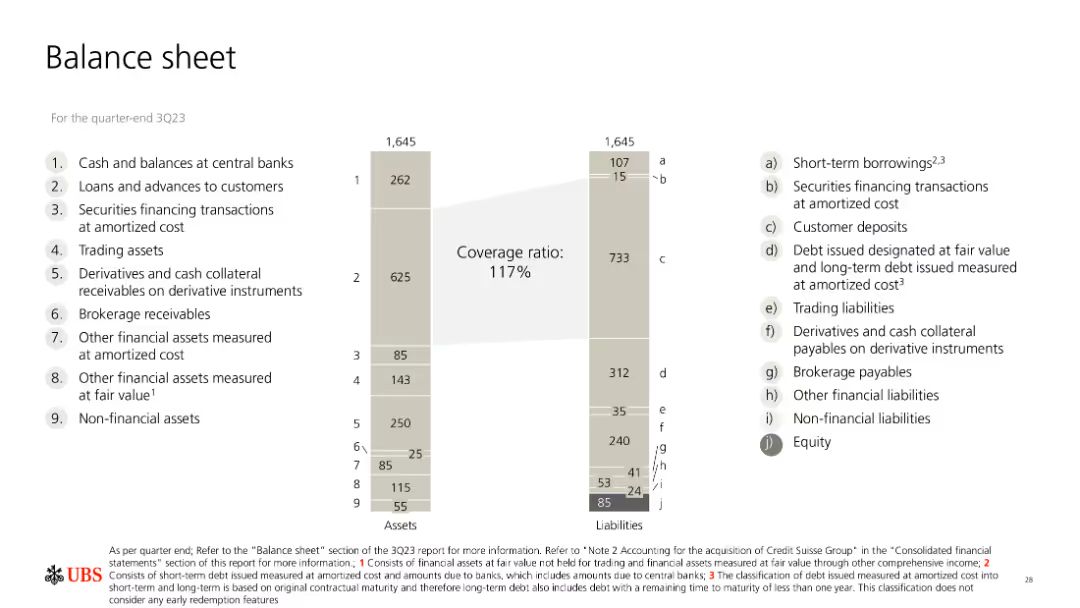 Balance sheet
For the quarter-end 3Q23
1. Cash and balances at central banks
2. Loans and advances to customers
3. Securities financing transactions
at amortized cost
4. Trading assets
5. Derivatives and cash collateral
receivables on derivative instruments
6. Brokerage receivables
7. Other financial assets measured
at amortized cost
8. Other financial assets measured
at fair value1
9. Non-financial assets
1,645
1 262
2 625
3 85
4 143
5 250
6 25
7 85
8 115
9 55
Assets
Coverage ratio:
117%
1,645
107 a
15 b
733 c
312 d
35 e
f
240
g
41 h
53
24 i
85 j
Liabilities
a) Short-term borrowings2,3
b) Securities financing transactions
at amortized cost
c) Customer deposits
d) Debt issued designated at fair value
and long-term debt issued measured
at amortized cost3
e) Trading liabilities
f) Derivatives and cash collateral
payables on derivative instruments
g) Brokerage payables
h) Other financial liabilities
i) Non-financial liabilities
j) Equity
UBS
As per quarter end; Refer to the "Balance sheet" section of the 3Q23 report for more information. Refer to "Note 2 Accounting for the acquisition of Credit Suisse Group" in the "Consolidated financial
statements" section of this report for more information.; 1 Consists of financial assets at fair value not held for trading and financial assets measured at fair value through other comprehensive income; 2
Consists of short-term debt issued measured at amortized cost and amounts due to banks, which includes amounts due to central banks; 3 The classification of debt issued measured at amortized cost into
short-term and long-term is based on original contractual maturity and therefore long-term debt also includes debt with a remaining time to maturity of less than one year. This classification does not
consider any early redemption features
28